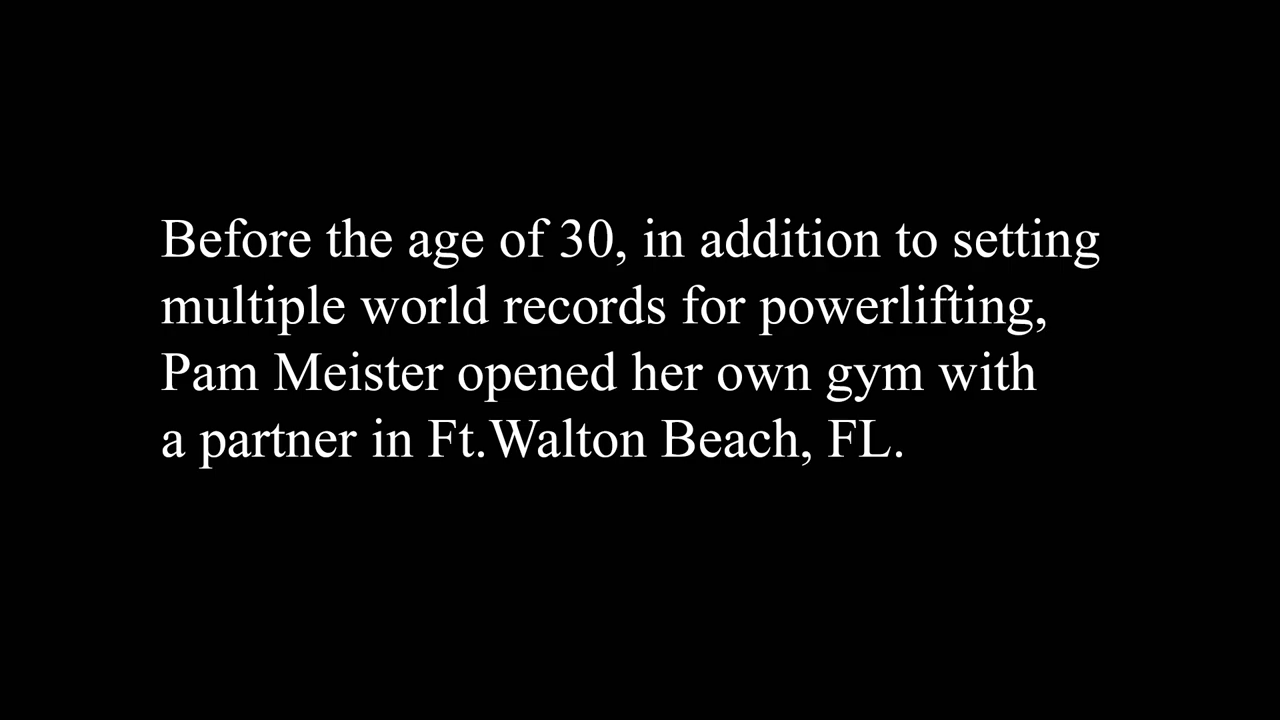 Before the age of 30, in addition to setting
multiple world records for powerlifting,
Pam Meister opened her own gym with
a partner in Ft.Walton Beach, FL.